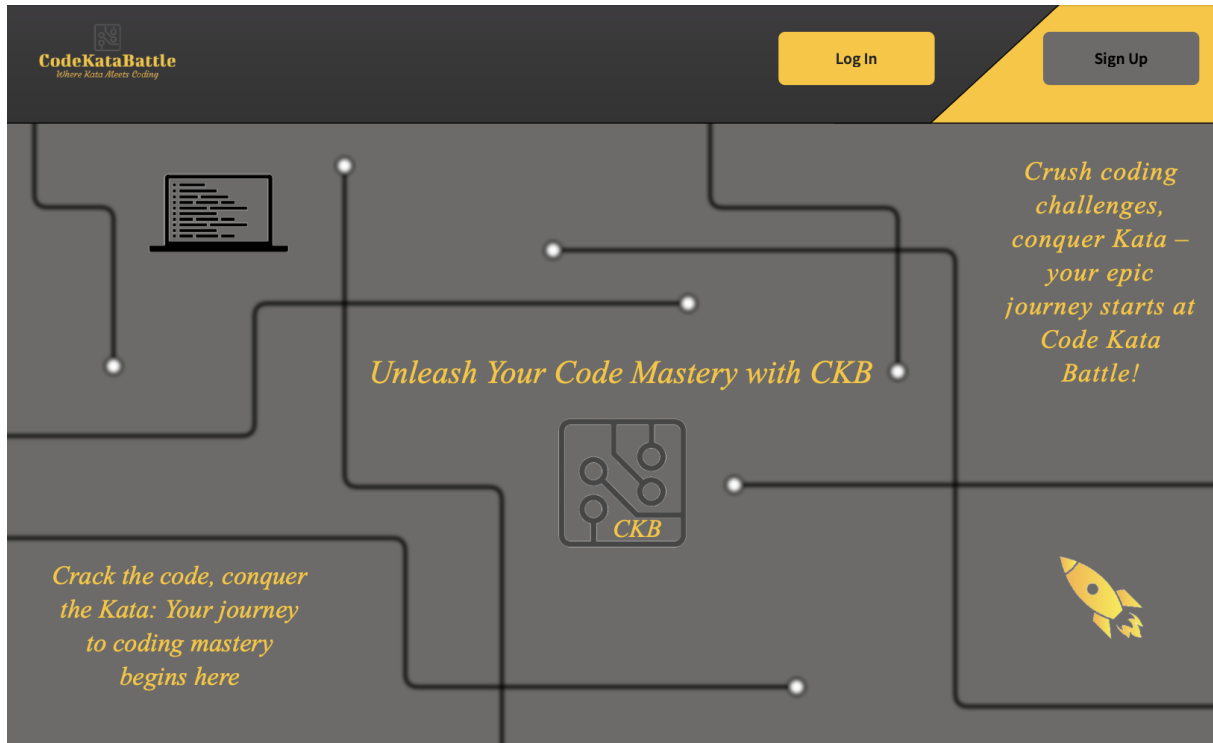 CodeKataBattle
Where Kata Meets Coding
Log In
Sign Up
Crush coding
challenges,
conquer Kata –
your epic
journey starts at
Code Kata
Battle!
Unleash Your Code Mastery with CKB
CKB
Crack the code, conquer
the Kata: Your journey
to coding mastery
begins here